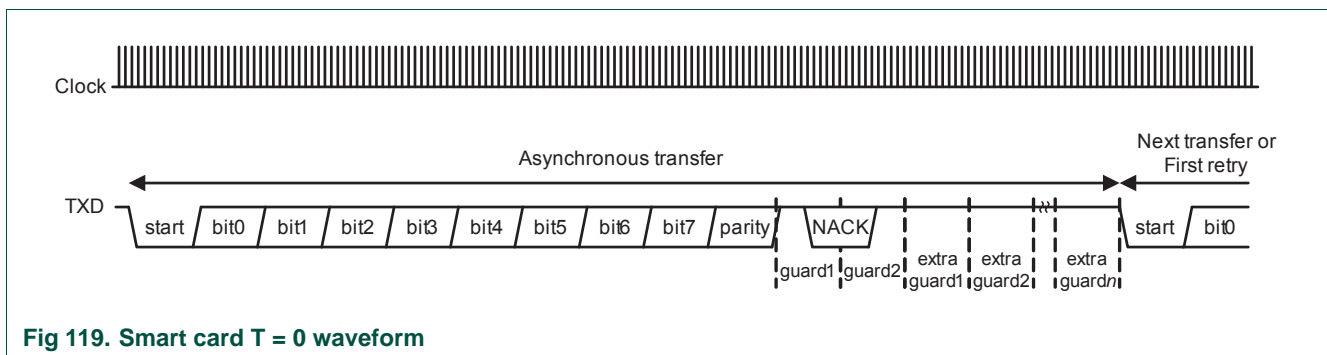 Clock
Next transfer or
First retry
Asynchronous transfer
TXD
start bit0 bit1 bit2 bit3 bit4 bit5 bit6 bit7 parity NACK start bit0
guard1 guard2 extra guard1 extra guard2 extra guardn
Fig 119. Smart card T = 0 waveform